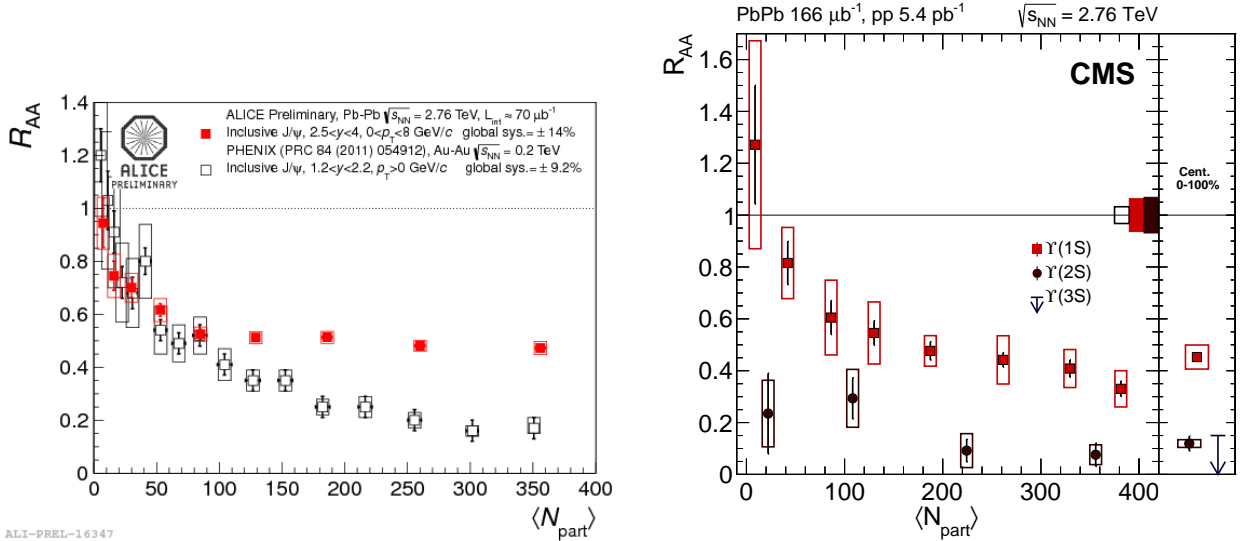 R_AA
1.4
1.2
1
0.8
0.6
0.4
0.2
0
ALICE
PRELIMINARY
ALICE Preliminary, Pb-Pb √s_NN = 2.76 TeV, L_int ≈ 70 μb⁻¹
Inclusive J/ψ, 2.5<y<4, 0<p_T<8 GeV/c global sys.= ± 14%
PHENIX (PRC 84 (2011) 054912), Au-Au √s_NN = 0.2 TeV
Inclusive J/ψ, 1.2<y<2.2, p_T>0 GeV/c global sys.= ± 9.2%
0 50 100 150 200 250 300 350 400
⟨N_part⟩
ALI-PREL-16347
PbPb 166 μb⁻¹, pp 5.4 pb⁻¹ √s_NN = 2.76 TeV
R_AA
1.6
1.4
1.2
1
0.8
0.6
0.4
0.2
0
CMS
Cent.
0-100%
ϒ(1S)
ϒ(2S)
ϒ(3S)
0 100 200 300 400
⟨N_part⟩